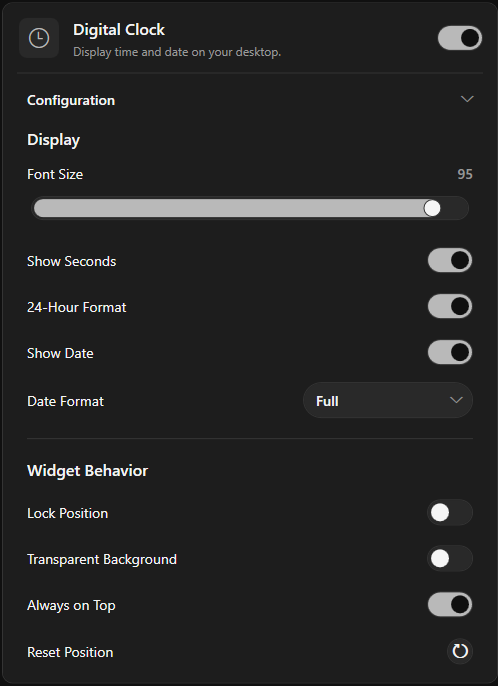 Digital Clock
Display time and date on your desktop.
Configuration
Display
Font Size 95
Show Seconds
24-Hour Format
Show Date
Date Format Full
Widget Behavior
Lock Position
Transparent Background
Always on Top
Reset Position